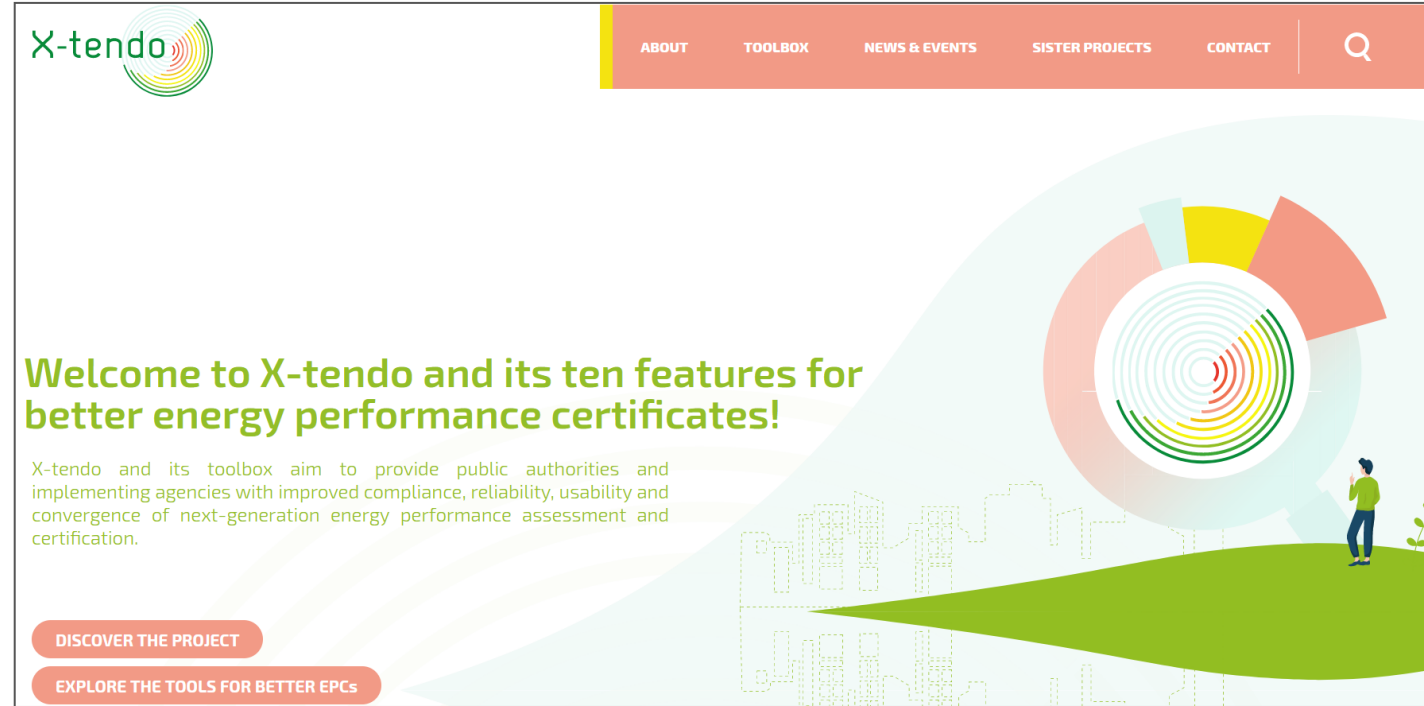 X-tendo
ABOUT TOOLBOX NEWS & EVENTS SISTER PROJECTS CONTACT
Welcome to X-tendo and its ten features for
better energy performance certificates!
X-tendo and its toolbox aim to provide public authorities and
implementing agencies with improved compliance, reliability, usability and
convergence of next-generation energy performance assessment and
certification.
DISCOVER THE PROJECT
EXPLORE THE TOOLS FOR BETTER EPCs